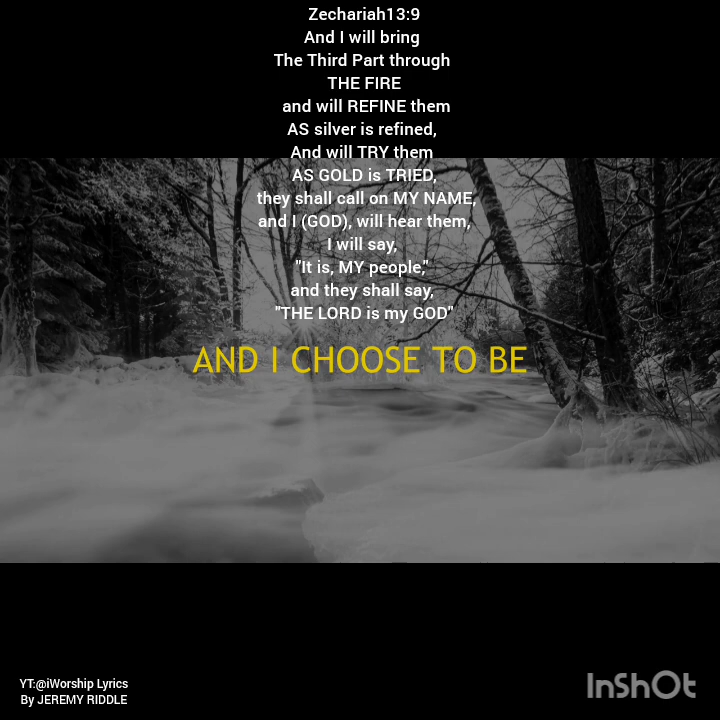 Zechariah13:9
And I will bring
The Third Part through
THE FIRE
and will REFINE them
AS silver is refined,
And will TRY them
AS GOLD is TRIED,
they shall call on MY NAME,
and I (GOD), will hear them,
I will say,
"It is, MY people,"
and they shall say,
"THE LORD is my GOD"
AND I CHOOSE TO BE
YT:@iWorship Lyrics
By JEREMY RIDDLE
InShOt